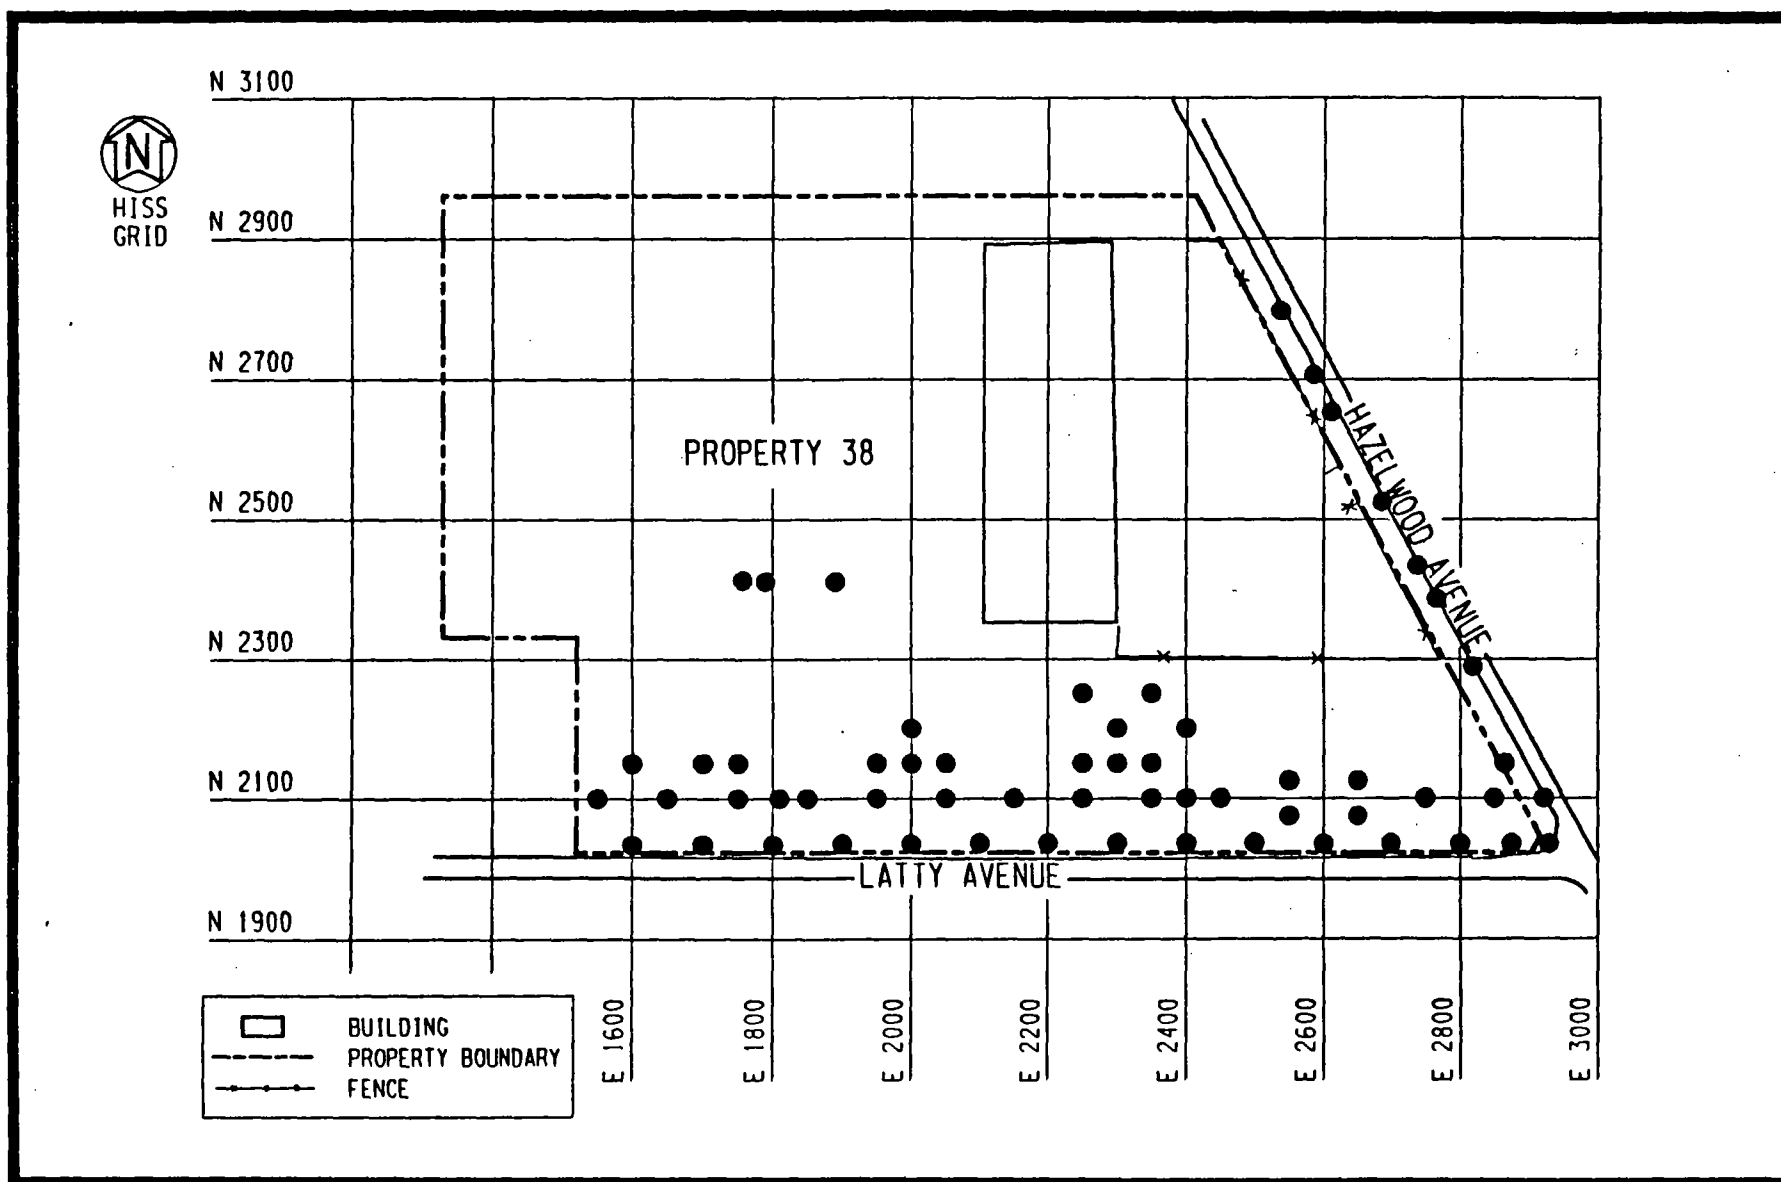 N 3100
N
HISS
GRID
N 2900
N 2700
PROPERTY 38
HAZELWOOD AVENUE
N 2500
N 2300
N 2100
LATTY AVENUE
N 1900
E 1600
E 1800
E 2000
E 2200
E 2400
E 2600
E 2800
E 3000
BUILDING
PROPERTY BOUNDARY
FENCE